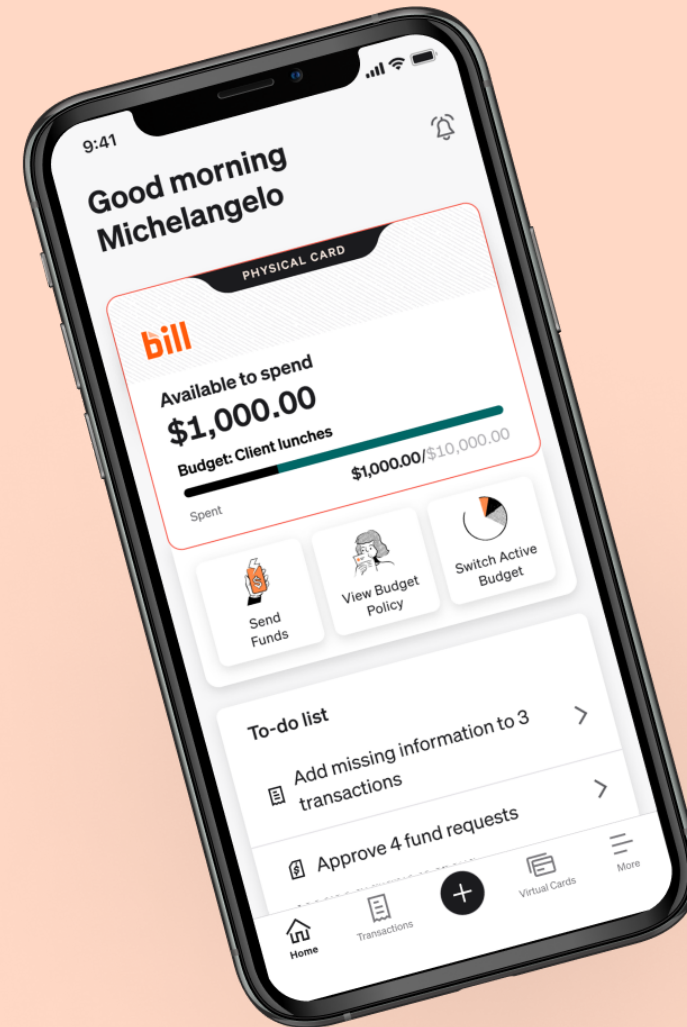 9:41
Good morning
Michelangelo
PHYSICAL CARD
bill
Available to spend
$1,000.00
Budget: Client lunches
$1,000.00/$10,000.00
Spent
Send
Funds
View Budget
Policy
Switch Active
Budget
To-do list
Add missing information to 3
transactions
Approve 4 fund requests
Home
Transactions
Virtual Cards
More